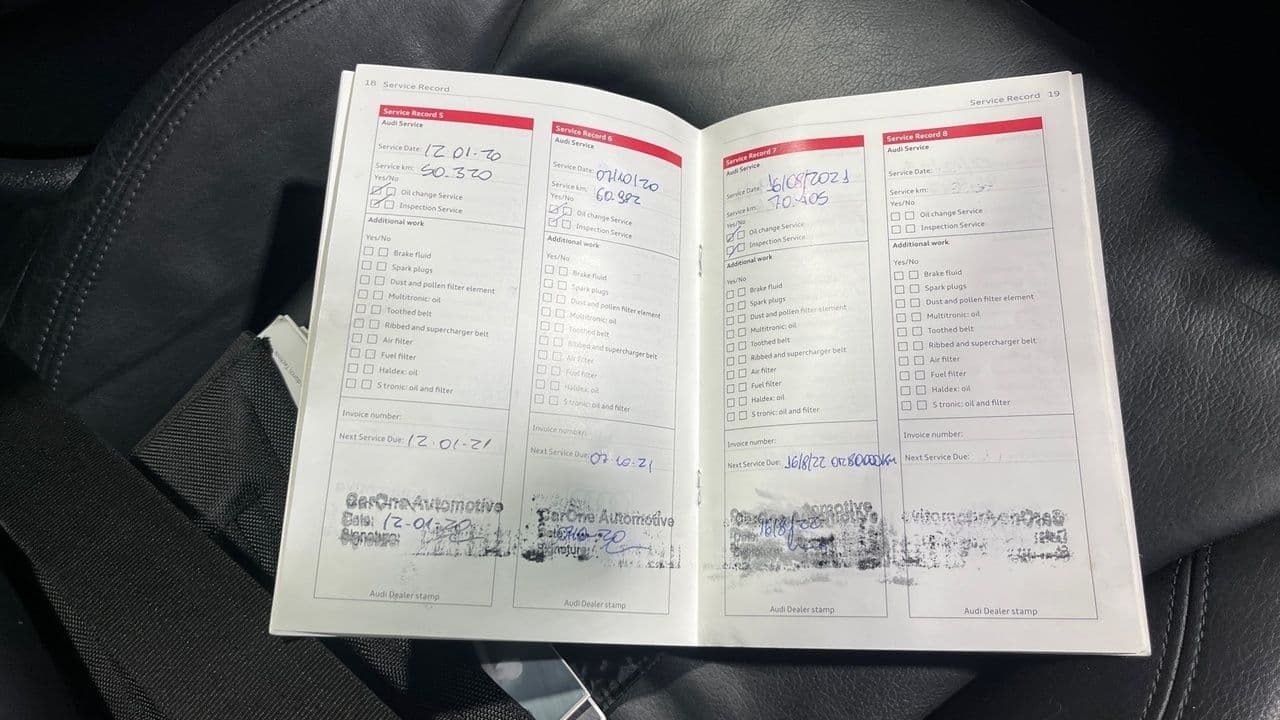 18 Service Record
Service Record 5
Audi Service
Service Date: 12.01-20
Service km: 50.320
Yes/No
Oil change Service
Inspection Service
Additional work
Yes/No
Brake fluid
Spark plugs
Dust and pollen filter element
Multitronic: oil
Toothed belt
Ribbed and supercharger belt
Air filter
Fuel filter
Haldex: oil
S tronic: oil and filter
Invoice number:
Next Service Due: 12.01-21
CarOne Automotive
Date: 12-01-20
Signature:
Audi Dealer stamp
Service Record 6
Audi Service
Service Date: 07/10/20
Service km: 60.982
Yes/No
Oil change Service
Inspection Service
Additional work
Yes/No
Brake fluid
Spark plugs
Dust and pollen filter element
Multitronic: oil
Toothed belt
Ribbed and supercharger belt
Air filter
Fuel filter
Haldex: oil
S tronic: oil and filter
Invoice number:
Next Service Due: 07.10.21
CarOne Automotive
Signature:
Audi Dealer stamp
Service Record 19
Service Record 7
Audi Service
Service Date: 16/08/2021
Service km: 70.405
Yes/No
Oil change Service
Inspection Service
Additional work
Yes/No
Brake fluid
Spark plugs
Dust and pollen filter element
Multitronic: oil
Toothed belt
Ribbed and supercharger belt
Air filter
Fuel filter
Haldex: oil
S tronic: oil and filter
Invoice number:
Next Service Due: 16/8/22 or 80000km
Automotive
Audi Dealer stamp
Service Record 8
Audi Service
Service Date:
Service km:
Yes/No
Oil change Service
Inspection Service
Additional work
Yes/No
Brake fluid
Spark plugs
Dust and pollen filter element
Multitronic: oil
Toothed belt
Ribbed and supercharger belt
Air filter
Fuel filter
Haldex: oil
S tronic: oil and filter
Invoice number:
Next Service Due:
Audi Dealer stamp